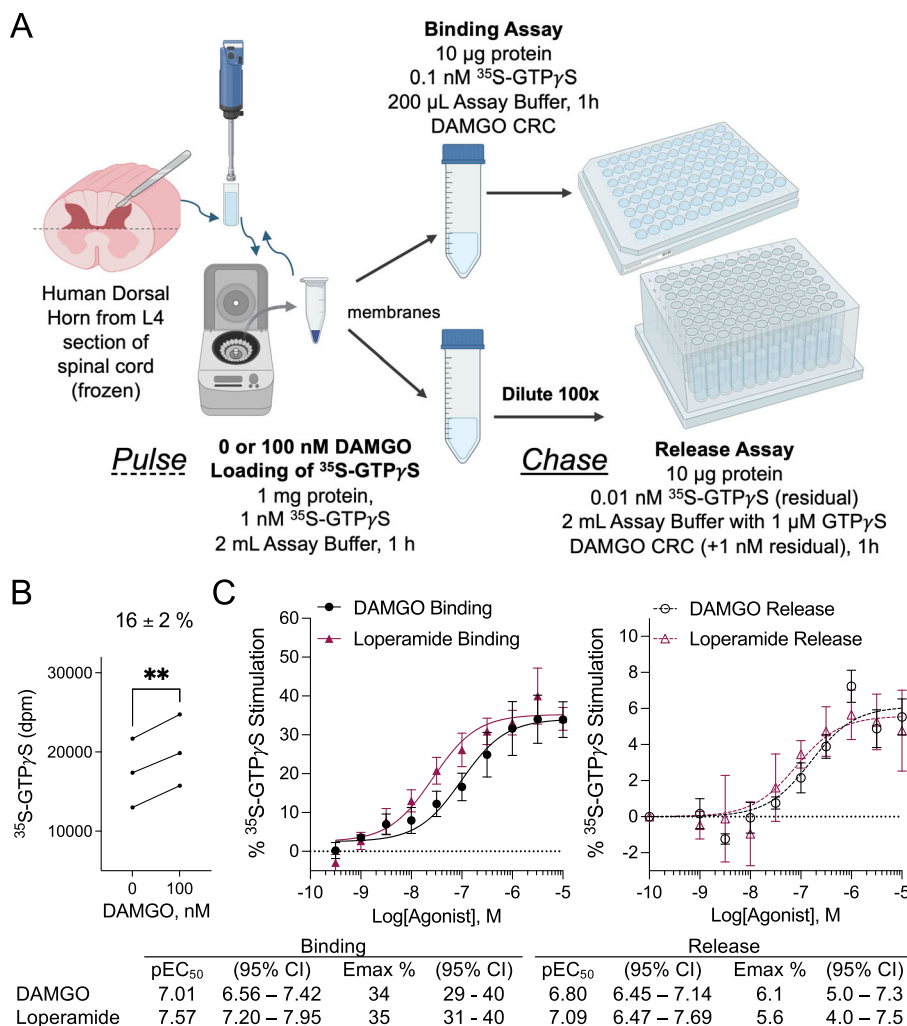 A
Binding Assay
10 µg protein
0.1 nM ³⁵S-GTPγS
200 µL Assay Buffer, 1h
DAMGO CRC
Human Dorsal
Horn from L4
section of
spinal cord
(frozen)
membranes
Dilute 100x
Pulse
0 or 100 nM DAMGO
Loading of ³⁵S-GTPγS
1 mg protein,
1 nM ³⁵S-GTPγS
2 mL Assay Buffer, 1 h
Chase
Release Assay
10 µg protein
0.01 nM ³⁵S-GTPγS (residual)
2 mL Assay Buffer with 1 µM GTPγS
DAMGO CRC (+1 nM residual), 1h
B
16 ± 2 %
**
30000
20000
10000
³⁵S-GTPγS (dpm)
0 100
DAMGO, nM
C
DAMGO Binding
Loperamide Binding
60
50
40
30
20
10
0
% ³⁵S-GTPγS Stimulation
-10 -9 -8 -7 -6 -5
Log[Agonist], M
DAMGO Release
Loperamide Release
10
8
6
4
2
0
-2
% ³⁵S-GTPγS Stimulation
-10 -9 -8 -7 -6 -5
Log[Agonist], M
Binding Release
pEC₅₀ (95% CI) Emax % (95% CI) pEC₅₀ (95% CI) Emax % (95% CI)
DAMGO 7.01 6.56 – 7.42 34 29 - 40 6.80 6.45 – 7.14 6.1 5.0 – 7.3
Loperamide 7.57 7.20 – 7.95 35 31 - 40 7.09 6.47 – 7.69 5.6 4.0 – 7.5